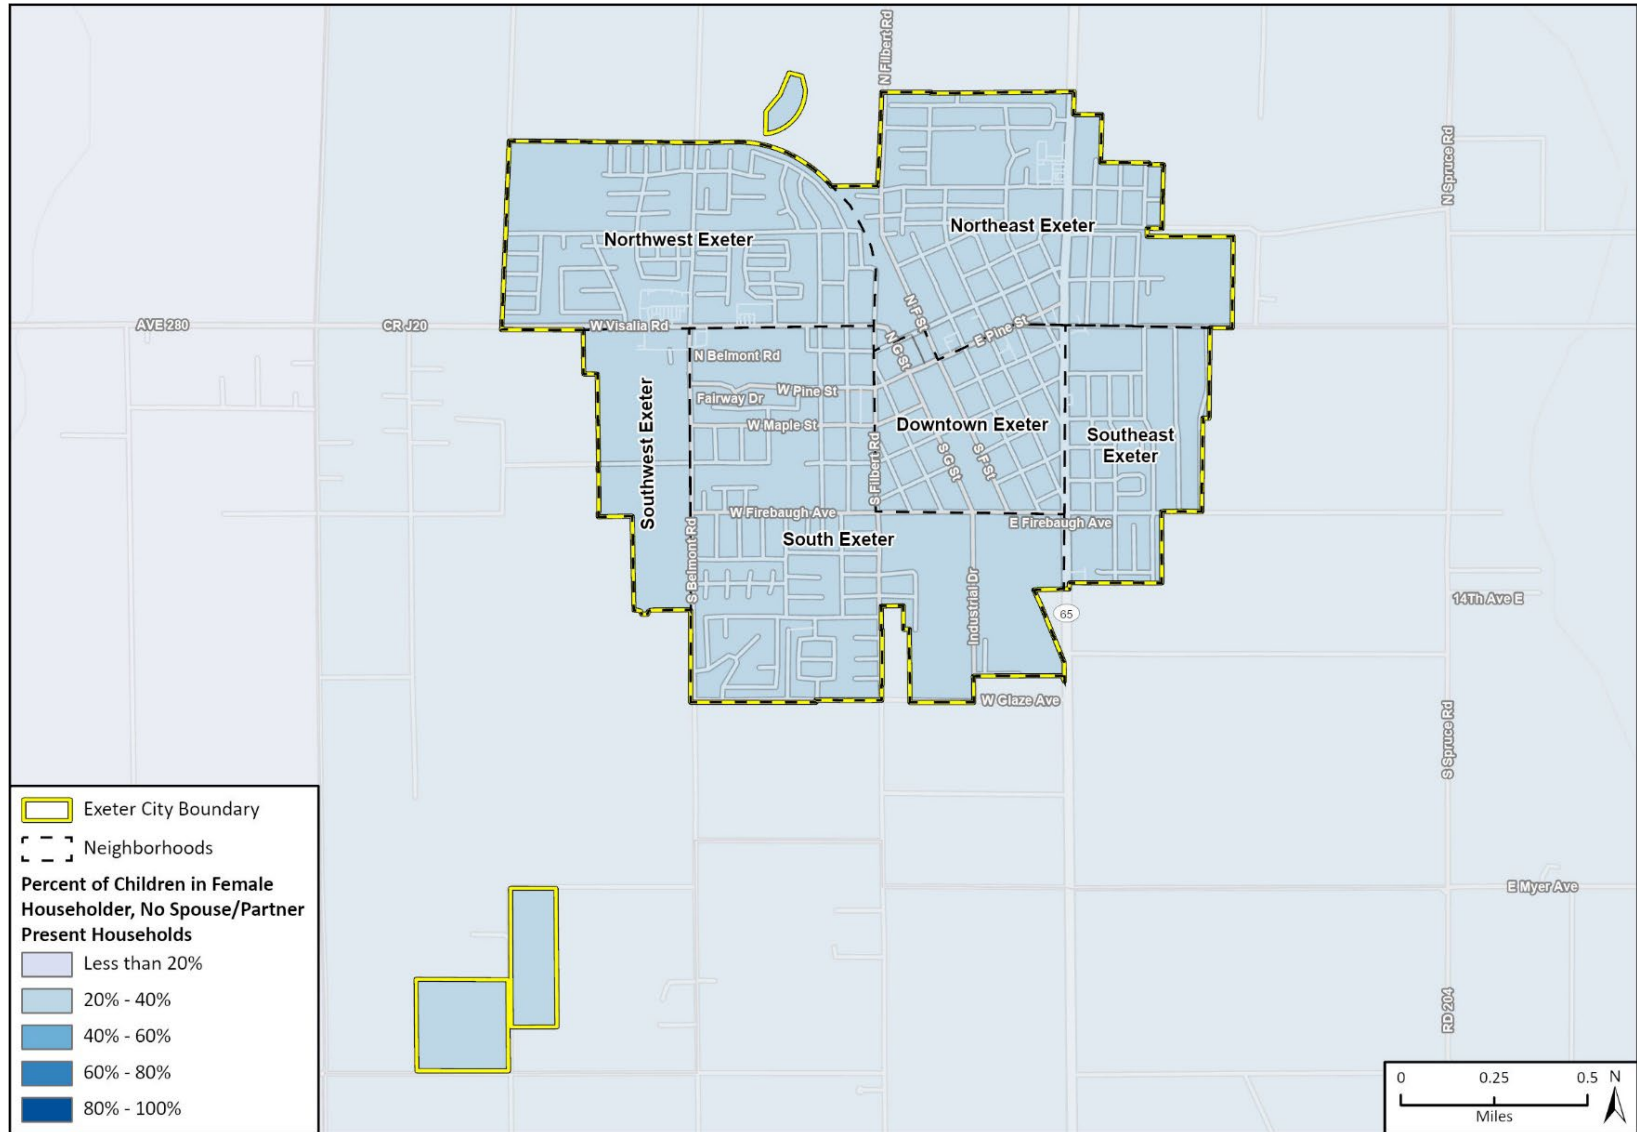 N Filbert Rd
N Spruce Rd
Northwest Exeter
Northeast Exeter
AVE 280
CR J20
W Visalia Rd
N F St
E Pine St
N G St
N Belmont Rd
W Pine St
Fairway Dr
W Maple St
Southwest Exeter
Downtown Exeter
Southeast
Exeter
S Filbert Rd
S G St
S F St
W Firebaugh Ave
E Firebaugh Ave
South Exeter
S Belmont Rd
Industrial Dr
65
14Th Ave E
W Glaze Ave
S Spruce Rd
E Myer Ave
RD 204
Exeter City Boundary
Neighborhoods
Percent of Children in Female
Householder, No Spouse/Partner
Present Households
Less than 20%
20% - 40%
40% - 60%
60% - 80%
80% - 100%
0 0.25 0.5 N
Miles